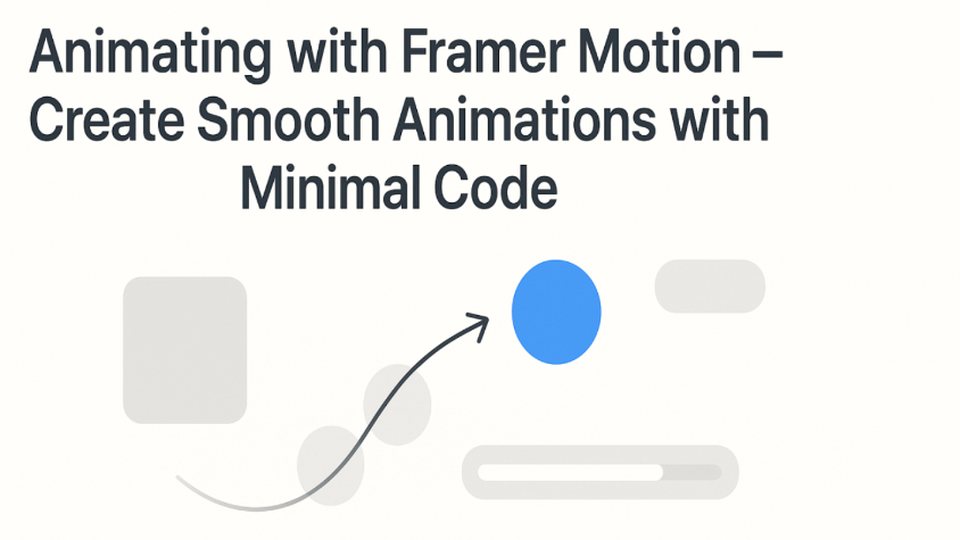 Animating with Framer Motion –
Create Smooth Animations with
Minimal Code